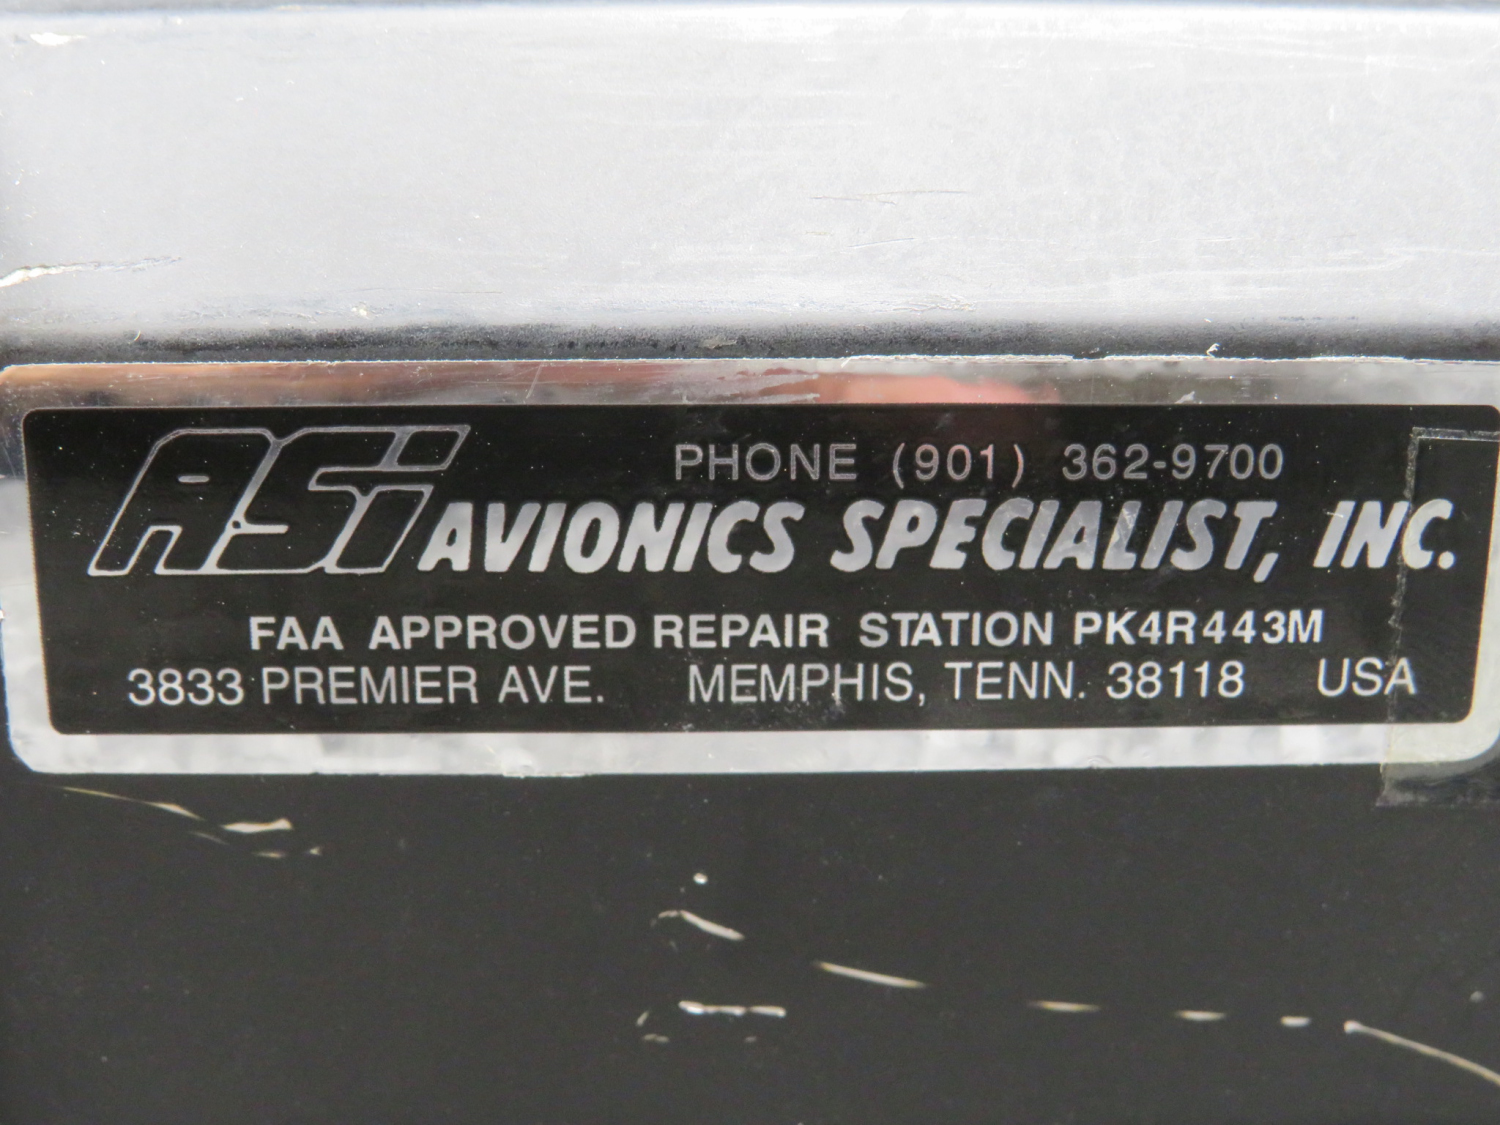 ASi
PHONE (901) 362-9700
AVIONICS SPECIALIST, INC.
FAA APPROVED REPAIR STATION PK4R443M
3833 PREMIER AVE. MEMPHIS, TENN. 38118 USA